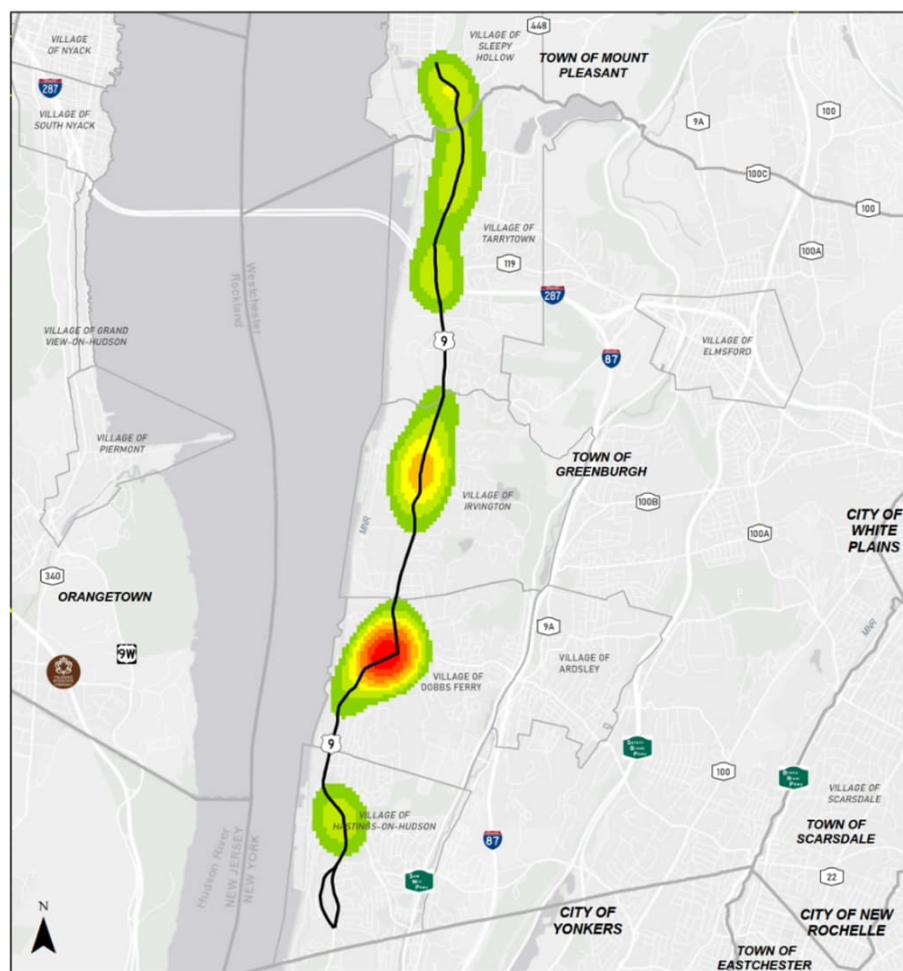 VILLAGE
OF NYACK
287
VILLAGE OF
SOUTH NYACK
VILLAGE OF
SLEEPY
HOLLOW
448
TOWN OF MOUNT
PLEASANT
9A
100
100C
100
100A
VILLAGE OF
TARRYTOWN
119
287
Westchester
Rockland
VILLAGE OF GRAND
VIEW-ON-HUDSON
9
87
VILLAGE OF
ELMSFORD
VILLAGE OF
PIERMONT
TOWN OF
GREENBURGH
VILLAGE OF
IRVINGTON
MNR
100B
100A
CITY OF
WHITE
PLAINS
340
ORANGETOWN
9W
9A
MNR
VILLAGE OF
ARDSLEY
VILLAGE OF
DOBBS FERRY
9
100
VILLAGE OF
SCARSDALE
TOWN OF
SCARSDALE
VILLAGE OF
HASTINGS-ON-HUDSON
87
22
Hudson River
NEW JERSEY
NEW YORK
CITY OF
YONKERS
CITY OF NEW
ROCHELLE
TOWN OF
EASTCHESTER
N